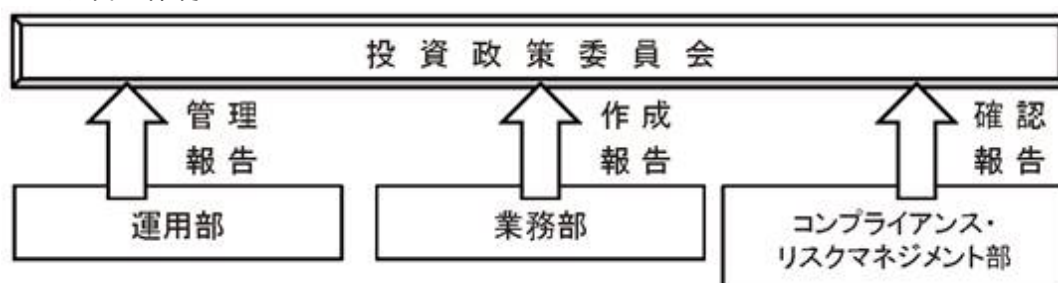 投資政策委員会
管理
報告
作成
報告
確認
報告
運用部
業務部
コンプライアンス・
リスクマネジメント部